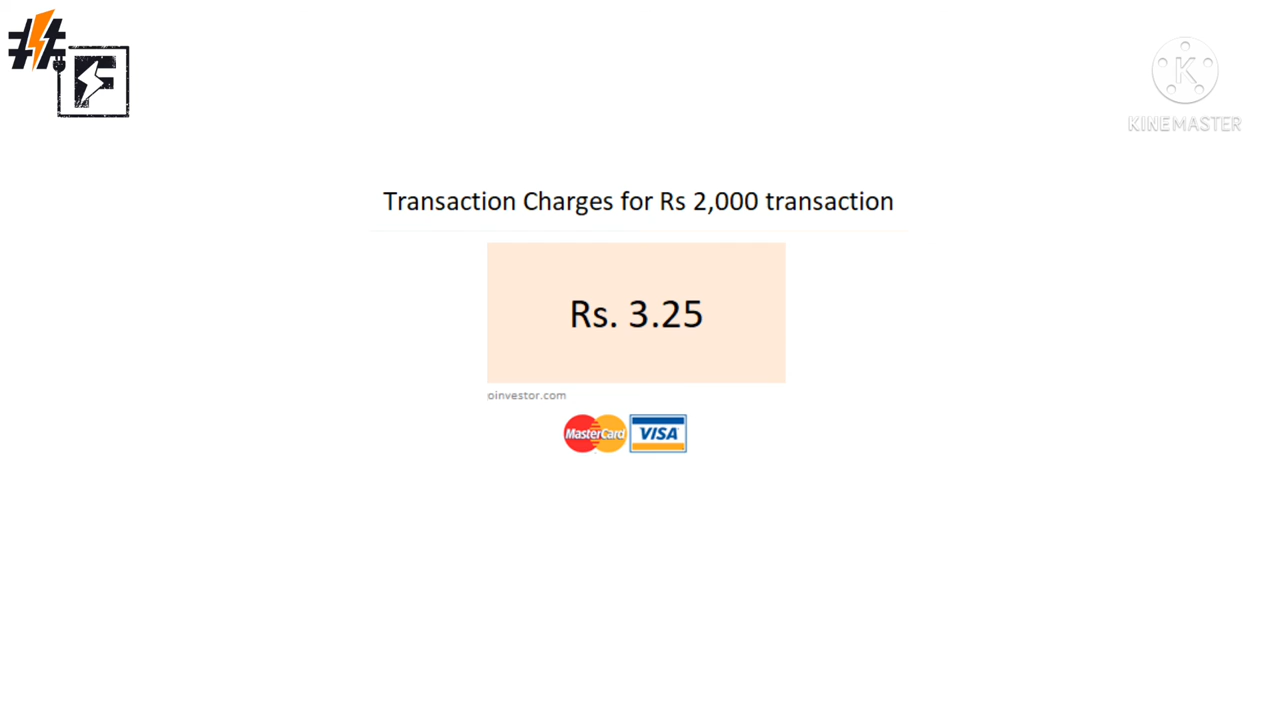 KINEMASTER
Transaction Charges for Rs 2,000 transaction
Rs. 3.25
oinvestor.com
MasterCard VISA